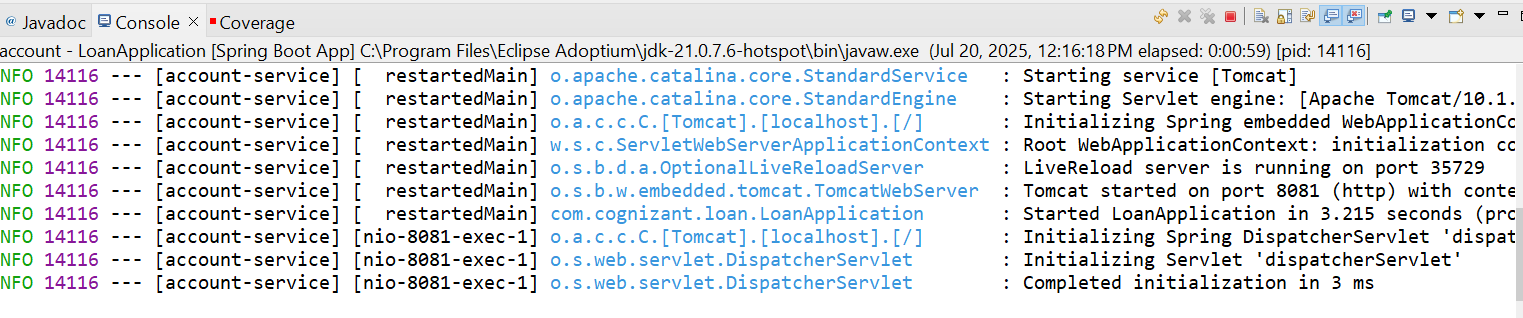 @ Javadoc Console × Coverage
account - LoanApplication [Spring Boot App] C:\Program Files\Eclipse Adoptium\jdk-21.0.7.6-hotspot\bin\javaw.exe (Jul 20, 2025, 12:16:18 PM elapsed: 0:00:59) [pid: 14116]
NFO 14116 --- [account-service] [  restartedMain] o.apache.catalina.core.StandardService   : Starting service [Tomcat]
NFO 14116 --- [account-service] [  restartedMain] o.apache.catalina.core.StandardEngine    : Starting Servlet engine: [Apache Tomcat/10.1.
NFO 14116 --- [account-service] [  restartedMain] o.a.c.c.C.[Tomcat].[localhost].[/]       : Initializing Spring embedded WebApplicationCo
NFO 14116 --- [account-service] [  restartedMain] w.s.c.ServletWebServerApplicationContext : Root WebApplicationContext: initialization co
NFO 14116 --- [account-service] [  restartedMain] o.s.b.d.a.OptionalLiveReloadServer       : LiveReload server is running on port 35729
NFO 14116 --- [account-service] [  restartedMain] o.s.b.w.embedded.tomcat.TomcatWebServer  : Tomcat started on port 8081 (http) with conte
NFO 14116 --- [account-service] [  restartedMain] com.cognizant.loan.LoanApplication       : Started LoanApplication in 3.215 seconds (pro
NFO 14116 --- [account-service] [nio-8081-exec-1] o.a.c.c.C.[Tomcat].[localhost].[/]       : Initializing Spring DispatcherServlet 'dispat
NFO 14116 --- [account-service] [nio-8081-exec-1] o.s.web.servlet.DispatcherServlet        : Initializing Servlet 'dispatcherServlet'
NFO 14116 --- [account-service] [nio-8081-exec-1] o.s.web.servlet.DispatcherServlet        : Completed initialization in 3 ms